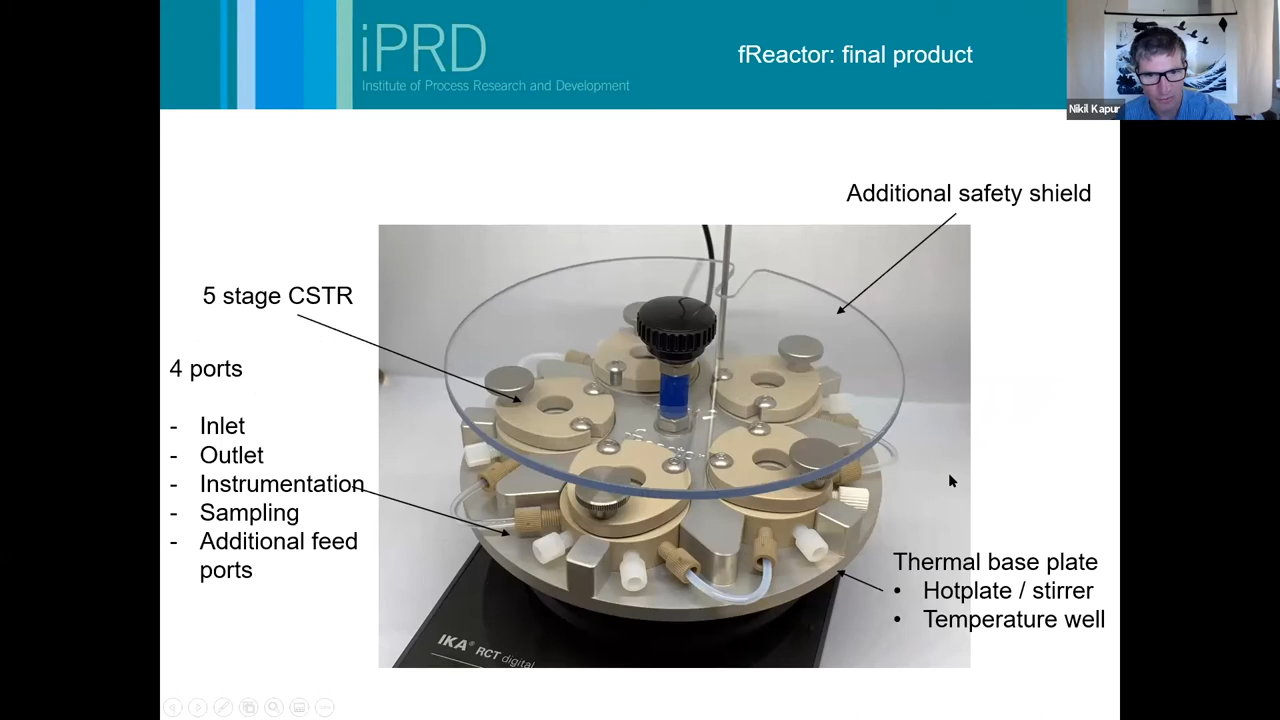 iPRD
Institute of Process Research and Development
fReactor: final product
Nikil Kapur
Additional safety shield
5 stage CSTR
4 ports
- Inlet
- Outlet
- Instrumentation
- Sampling
- Additional feed
ports
Thermal base plate
• Hotplate / stirrer
• Temperature well
IKA® RCT digital